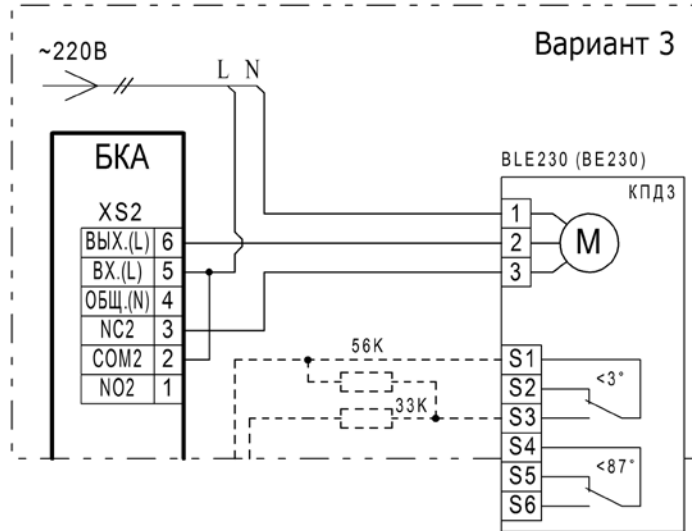 Вариант 3
~220В
L N
БКА
XS2
ВЫХ.(L) 6
ВХ.(L) 5
ОБЩ.(N) 4
NC2 3
COM2 2
NO2 1
BLE230 (BE230)
КПД3
1
2
3
M
56K
33K
S1
S2
S3
S4
S5
S6
<3°
<87°